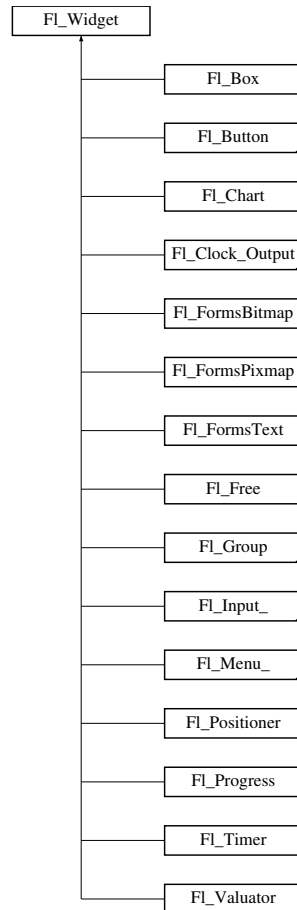 Fl_Widget
Fl_Box
Fl_Button
Fl_Chart
Fl_Clock_Output
Fl_FormsBitmap
Fl_FormsPixmap
Fl_FormsText
Fl_Free
Fl_Group
Fl_Input_
Fl_Menu_
Fl_Positioner
Fl_Progress
Fl_Timer
Fl_Valuator